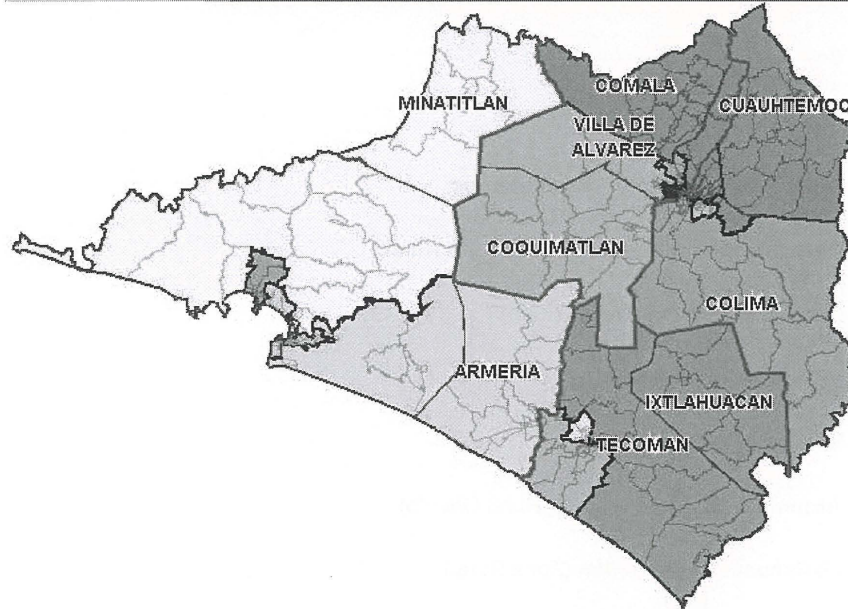 MINATITLAN
COMALA
CUAUHTEMOC
VILLA DE
ALVAREZ
COQUIMATLAN
COLIMA
ARMERIA
IXTLAHUACAN
TECOMAN